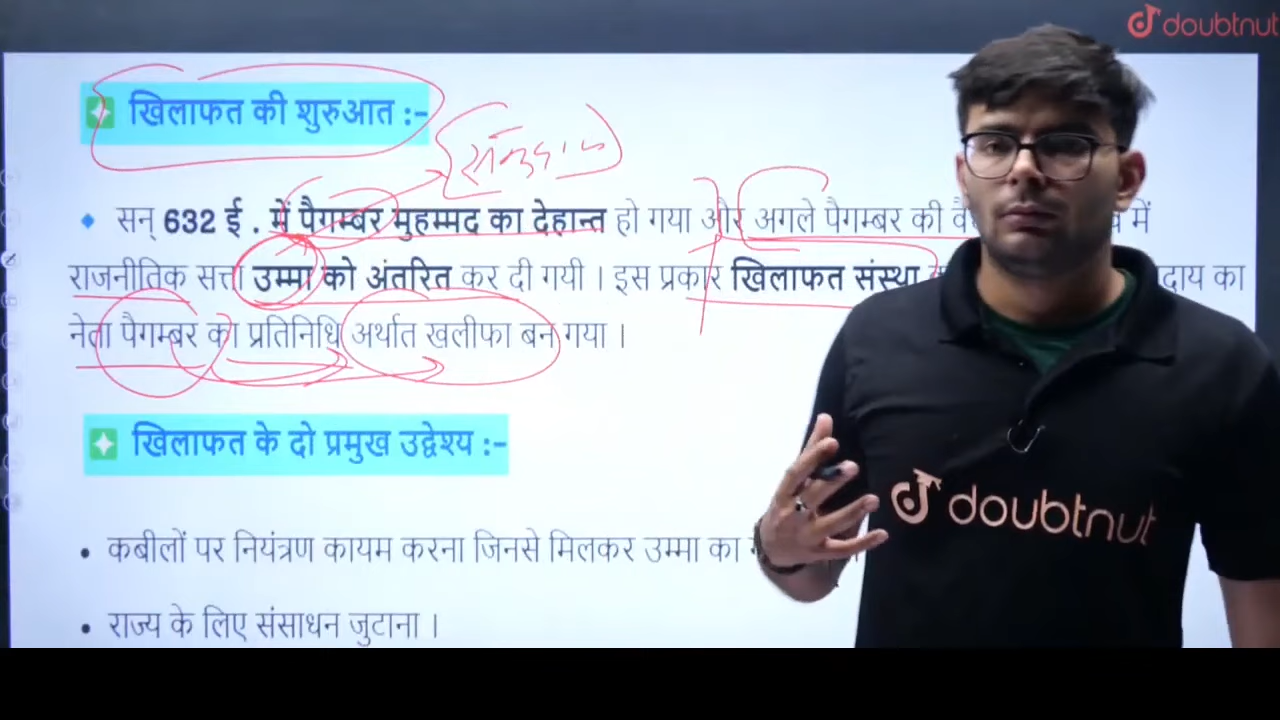 doubtnut
खिलाफत की शुरुआत :-
सन् 632 ई . में पैगम्बर मुहम्मद का देहान्त हो गया और अगले पैगम्बर की में
राजनीतिक सत्ता उम्मा को अंतरित कर दी गयी । इस प्रकार खिलाफत संस्था दाय का
नेता पैगम्बर का प्रतिनिधि अर्थात खलीफा बन गया ।
खिलाफत के दो प्रमुख उद्देश्य :-
doubtnut
• कबीलों पर नियंत्रण कायम करना जिनसे मिलकर उम्मा का
• राज्य के लिए संसाधन जुटाना ।